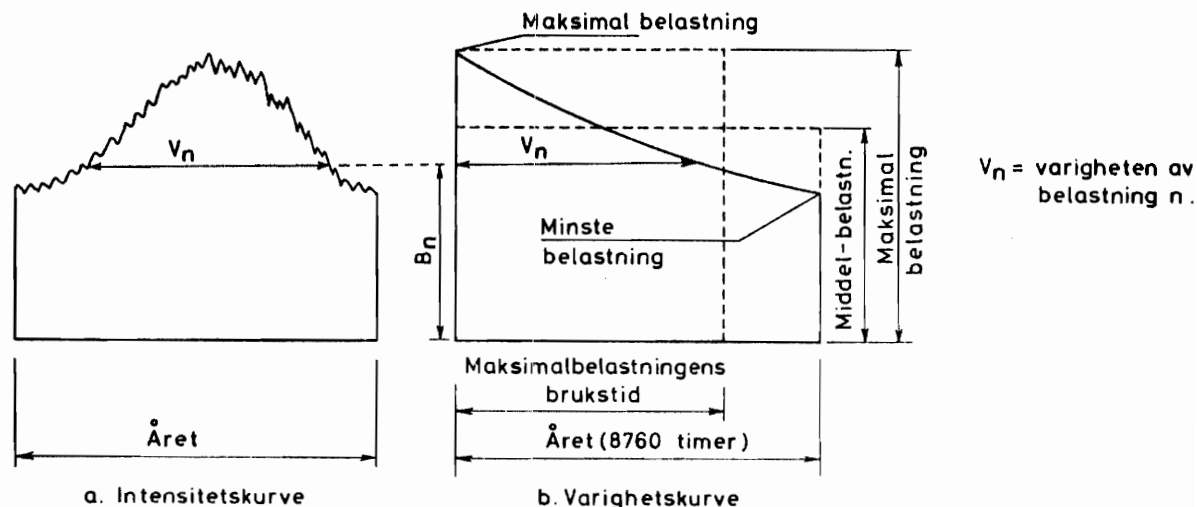 Maksimal belastning
Vn
Bn
Året
a. Intensitetskurve
Vn
Minste
belastning
Middel-belastn.
Maksimal
belastning
Maksimalbelastningens
brukstid
Året (8760 timer)
b. Varighetskurve
Vn = varigheten av
belastning n.